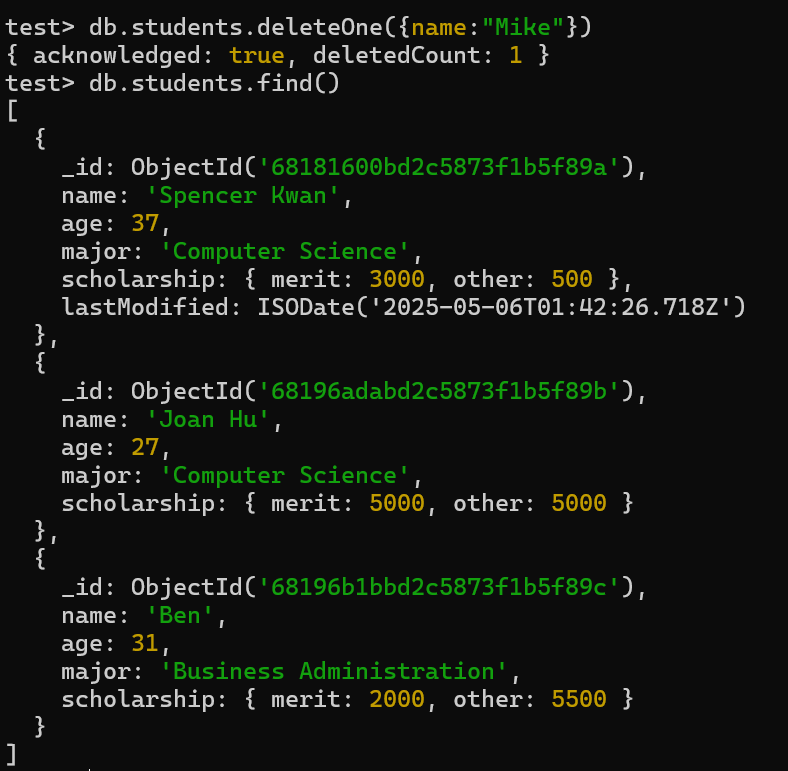 test> db.students.deleteOne({name:"Mike"})
{ acknowledged: true, deletedCount: 1 }
test> db.students.find()
[
  {
    _id: ObjectId('68181600bd2c5873f1b5f89a'),
    name: 'Spencer Kwan',
    age: 37,
    major: 'Computer Science',
    scholarship: { merit: 3000, other: 500 },
    lastModified: ISODate('2025-05-06T01:42:26.718Z')
  },
  {
    _id: ObjectId('68196adabd2c5873f1b5f89b'),
    name: 'Joan Hu',
    age: 27,
    major: 'Computer Science',
    scholarship: { merit: 5000, other: 5000 }
  },
  {
    _id: ObjectId('68196b1bbd2c5873f1b5f89c'),
    name: 'Ben',
    age: 31,
    major: 'Business Administration',
    scholarship: { merit: 2000, other: 5500 }
  }
]